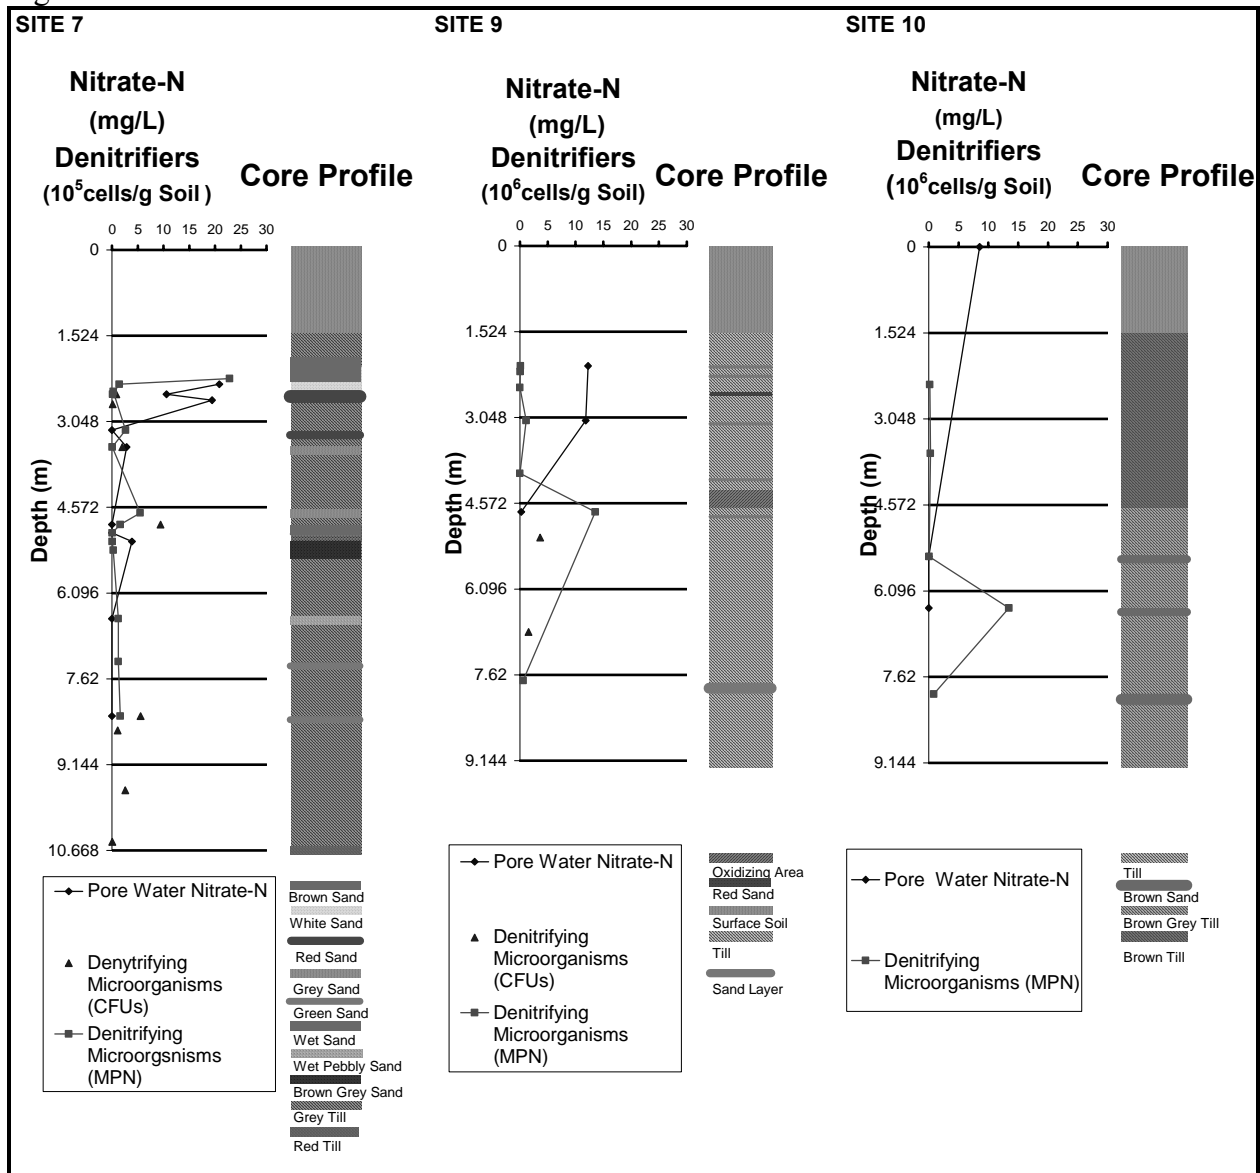 SITE 7
Nitrate-N
(mg/L)
Denitrifiers
(10⁵cells/g Soil )
Core Profile
0 5 10 15 20 25 30
0
1.524
3.048
4.572
6.096
7.62
9.144
10.668
Depth (m)
Pore Water Nitrate-N
Denytrifying
Microorganisms
(CFUs)
Denitrifying
Microorgsnisms
(MPN)
Brown Sand
White Sand
Red Sand
Grey Sand
Green Sand
Wet Sand
Wet Pebbly Sand
Brown Grey Sand
Grey Till
Red Till
SITE 9
Nitrate-N
(mg/L)
Denitrifiers
(10⁶cells/g Soil)
Core Profile
0 5 10 15 20 25 30
0
1.524
3.048
4.572
6.096
7.62
9.144
Depth (m)
Pore Water Nitrate-N
Denitrifying
Microorganisms
(CFUs)
Denitrifying
Microorganisms
(MPN)
Oxidizing Area
Red Sand
Surface Soil
Till
Sand Layer
SITE 10
Nitrate-N
(mg/L)
Denitrifiers
(10⁶cells/g Soil)
Core Profile
0 5 10 15 20 25 30
0
1.524
3.048
4.572
6.096
7.62
9.144
Depth (m)
Pore Water Nitrate-N
Denitrifying
Microorganisms (MPN)
Till
Brown Sand
Brown Grey Till
Brown Till